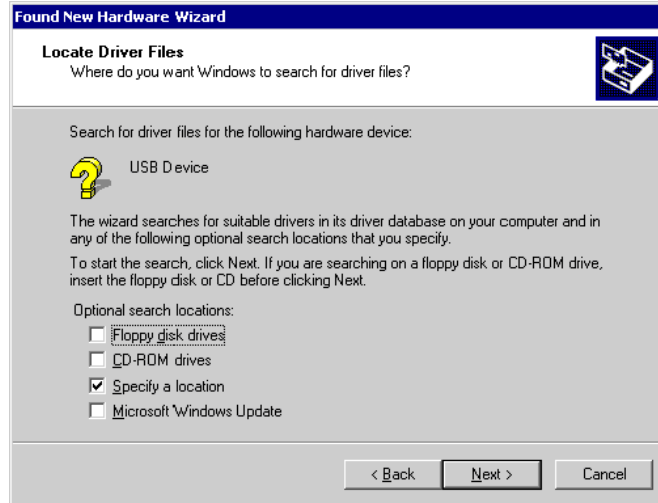 Found New Hardware Wizard
Locate Driver Files
Where do you want Windows to search for driver files?
Search for driver files for the following hardware device:
USB Device
The wizard searches for suitable drivers in its driver database on your computer and in
any of the following optional search locations that you specify.
To start the search, click Next. If you are searching on a floppy disk or CD-ROM drive,
insert the floppy disk or CD before clicking Next.
Optional search locations:
Floppy disk drives
CD-ROM drives
Specify a location
Microsoft Windows Update
< Back Next > Cancel